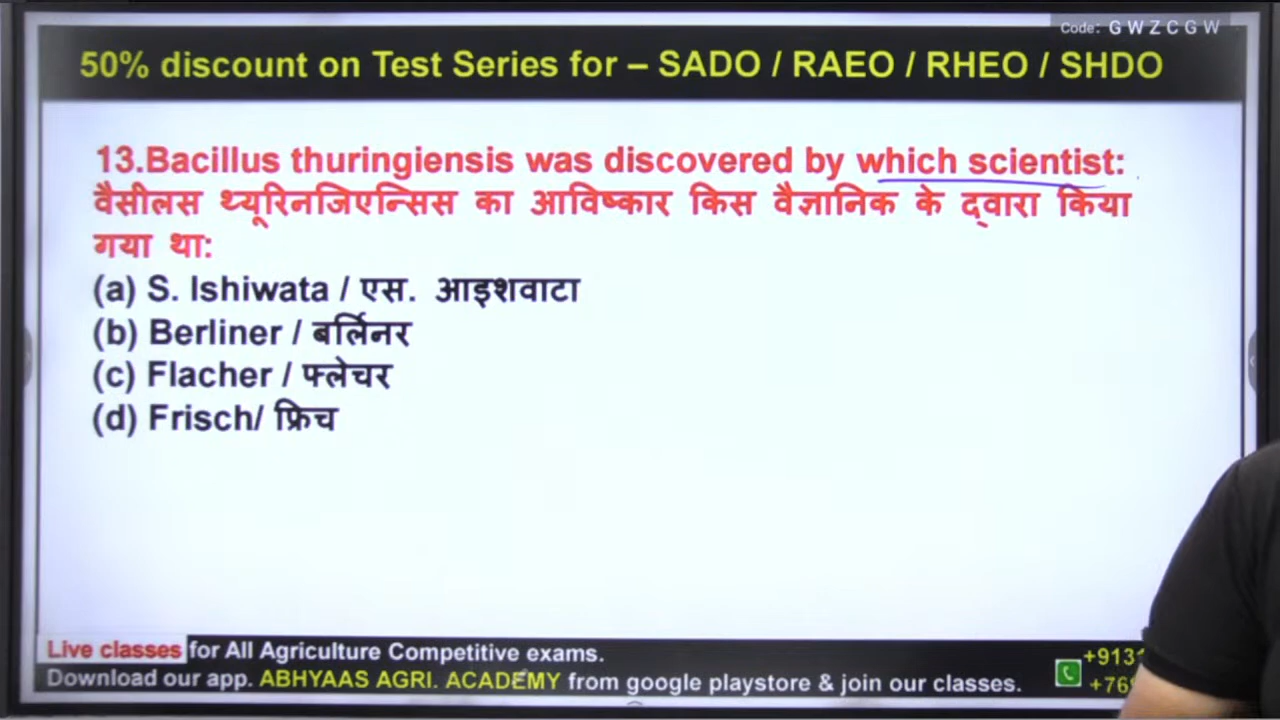 Code: G W Z C G W
50% discount on Test Series for – SADO / RAEO / RHEO / SHDO
13.Bacillus thuringiensis was discovered by which scientist:
वैसीलस थ्यूरिनजिएन्सिस का आविष्कार किस वैज्ञानिक के द्वारा किया
गया था:
(a) S. Ishiwata / एस. आइशवाटा
(b) Berliner / बर्लिनर
(c) Flacher / फ्लेचर
(d) Frisch/ फ्रिच
Live classes for All Agriculture Competitive exams.
Download our app. ABHYAAS AGRI. ACADEMY from google playstore & join our classes.